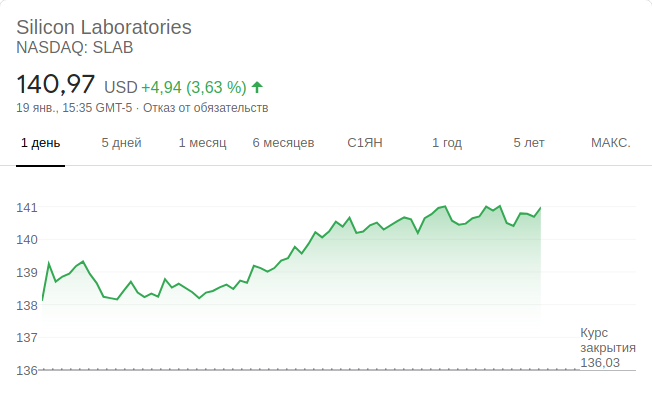 Silicon Laboratories
NASDAQ: SLAB
140,97 USD +4,94 (3,63 %) ↑
19 янв., 15:35 GMT-5 · Отказ от обязательств
1 день 5 дней 1 месяц 6 месяцев С1ЯН 1 год 5 лет МАКС.
141
140
139
138
137
136
Курс
закрытия
136,03